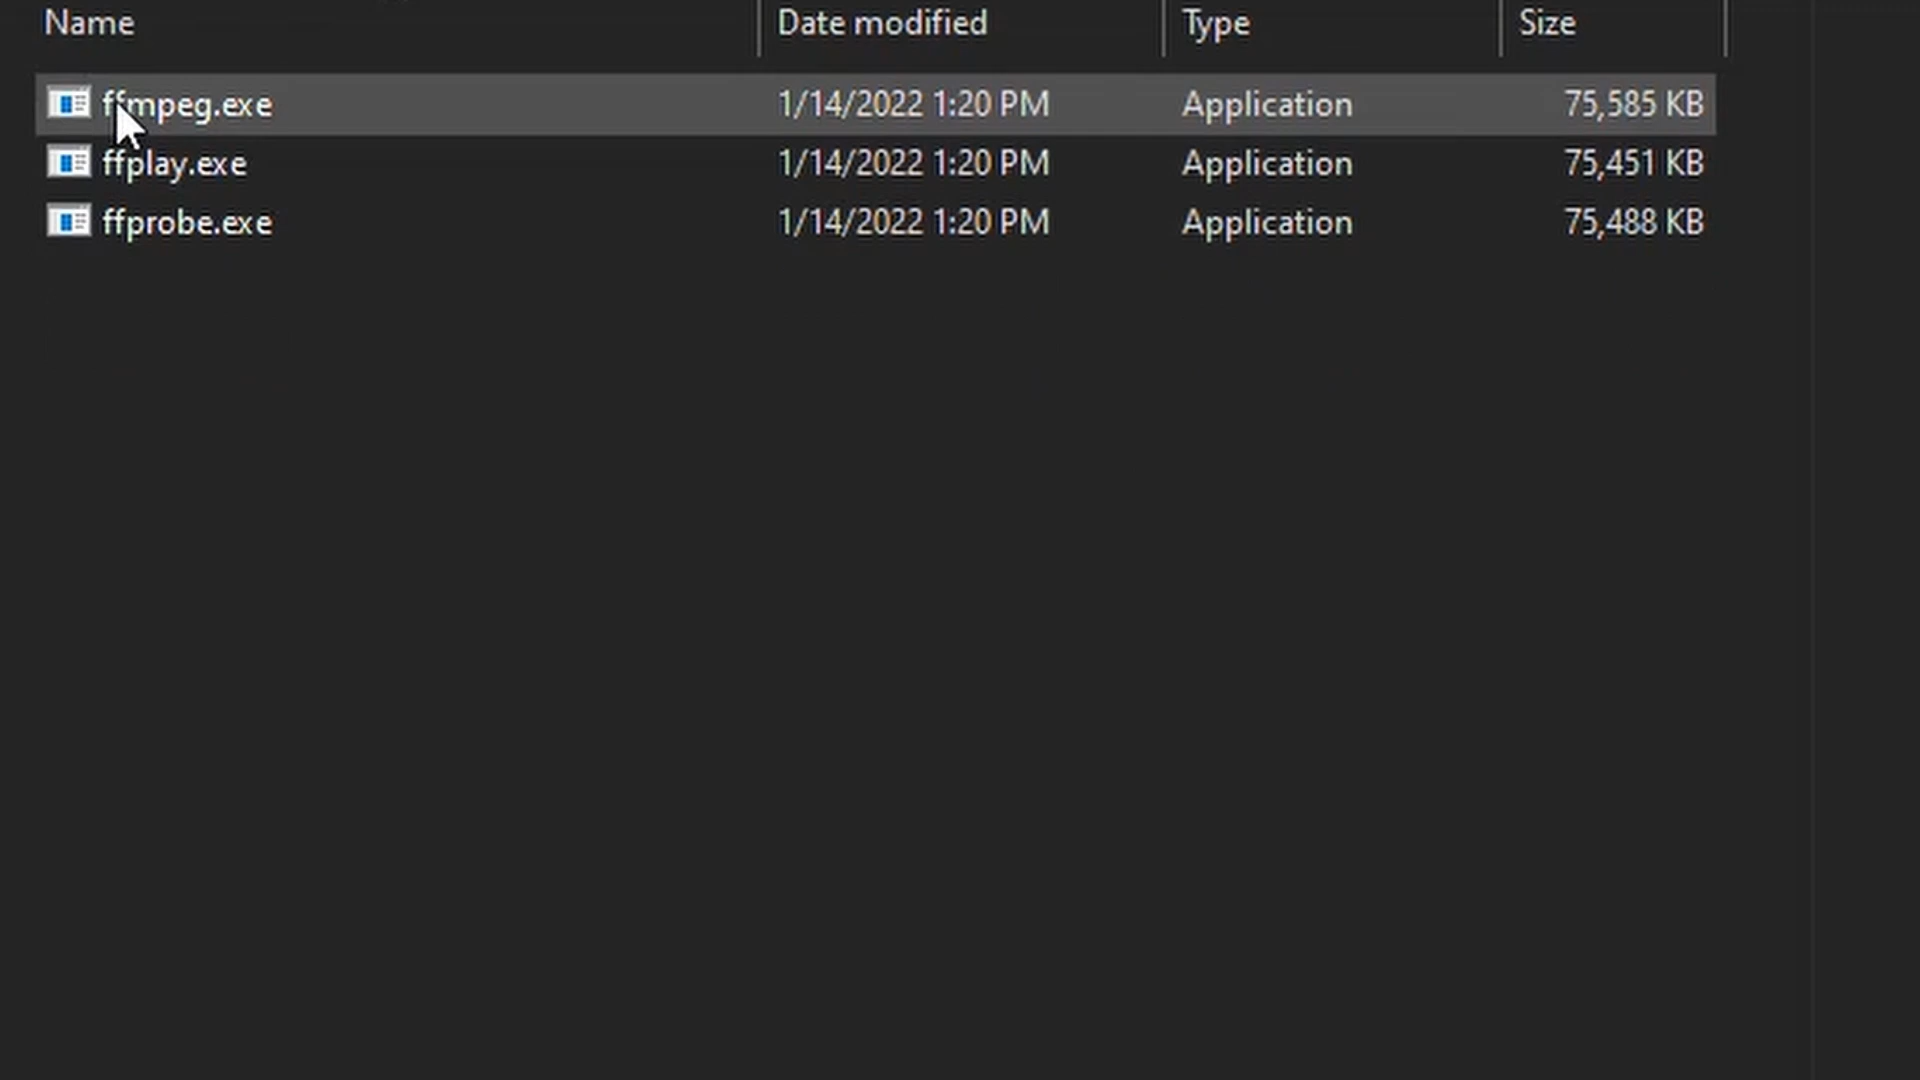 Name Date modified Type Size
ffmpeg.exe 1/14/2022 1:20 PM Application 75,585 KB
ffplay.exe 1/14/2022 1:20 PM Application 75,451 KB
ffprobe.exe 1/14/2022 1:20 PM Application 75,488 KB